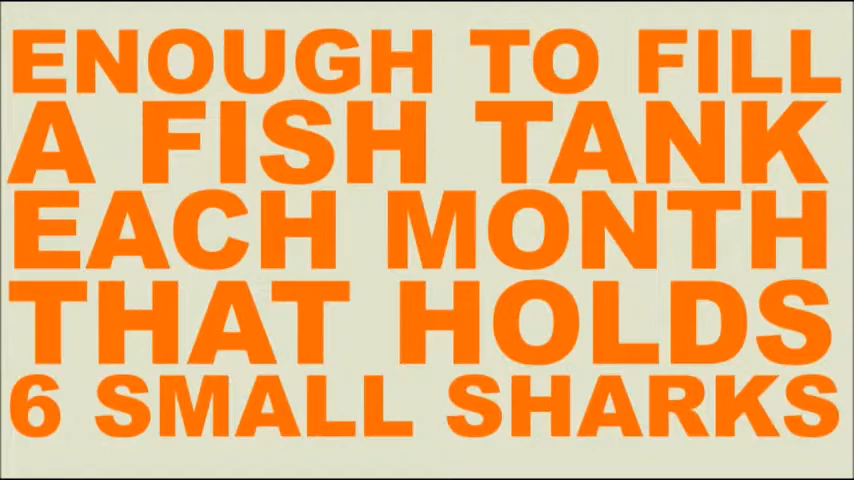 ENOUGH TO FILL
A FISH TANK
EACH MONTH
THAT HOLDS
6 SMALL SHARKS